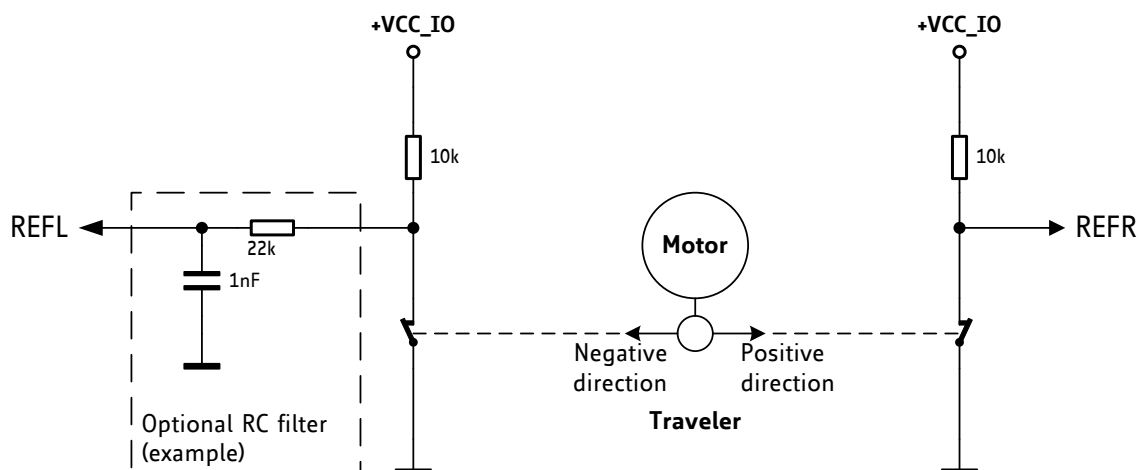 +VCC_IO
+VCC_IO
10k
10k
REFL
22k
1nF
Motor
REFR
Negative
direction
Positive
direction
Traveler
Optional RC filter
(example)